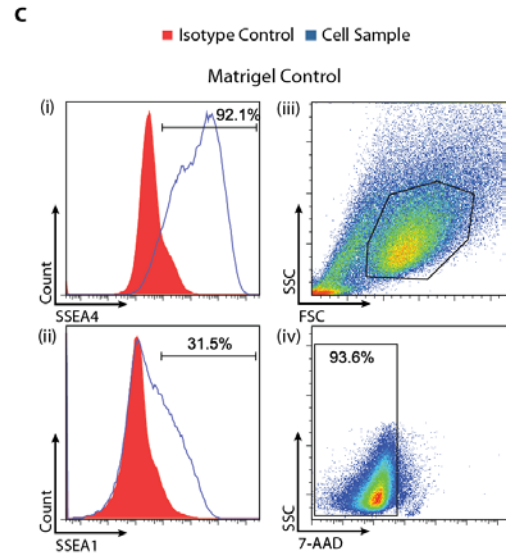 C
Isotype Control Cell Sample
Matrigel Control
(i)
92.1%
Count
SSEA4
(iii)
SSC
FSC
(ii)
31.5%
Count
SSEA1
(iv)
93.6%
SSC
7-AAD